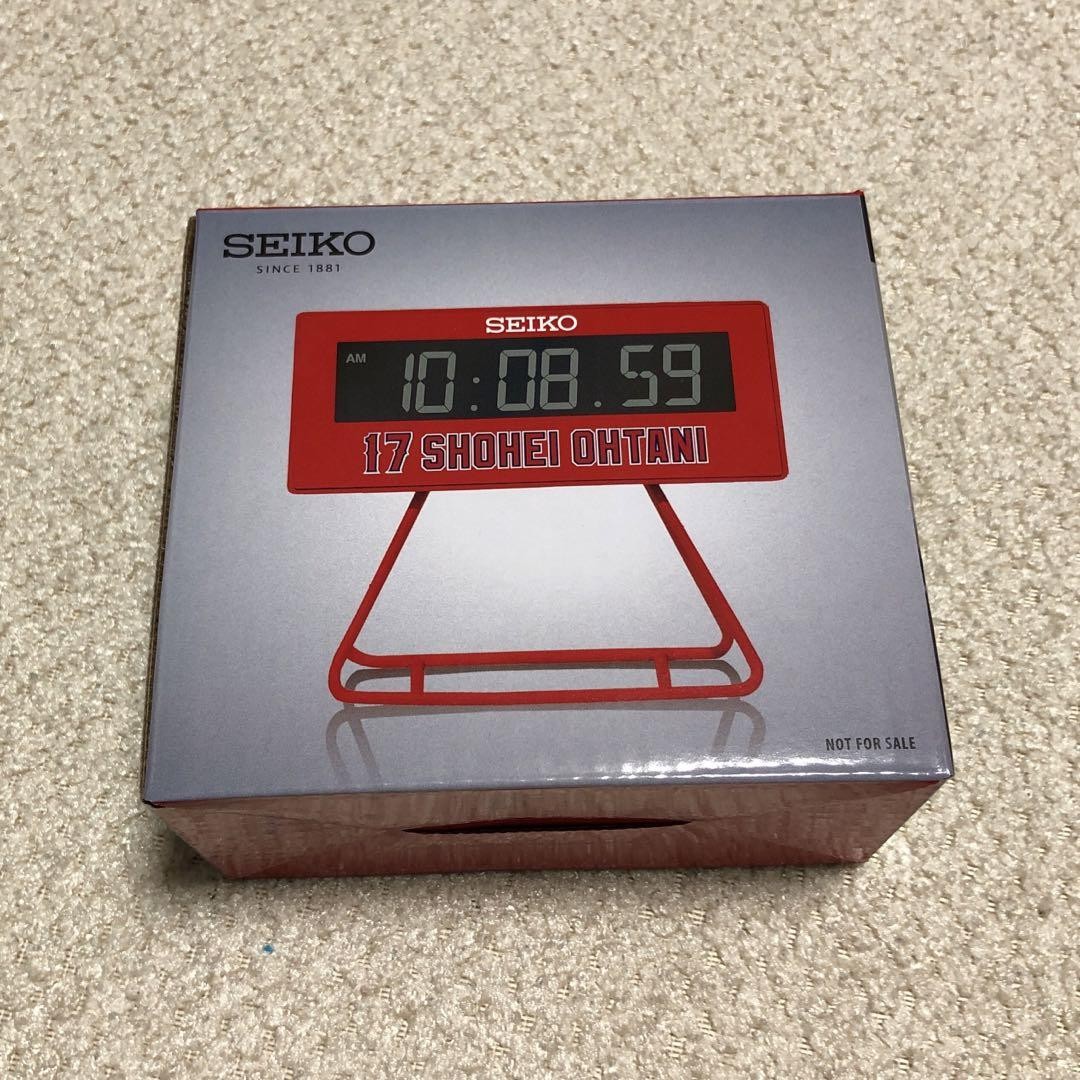 SEIKO
SINCE 1881
SEIKO
AM 10:08.59
17 SHOHEI OHTANI
NOT FOR SALE